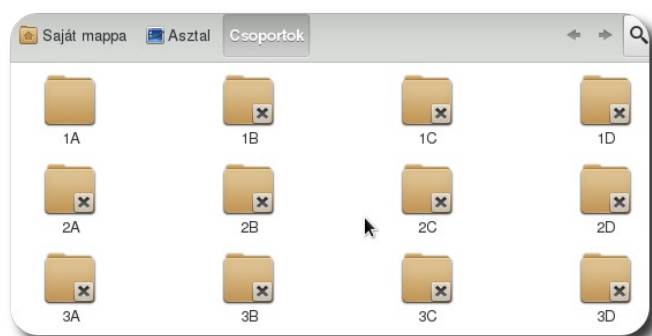 Saját mappa Asztal Csoportok
1A 1B 1C 1D
2A 2B 2C 2D
3A 3B 3C 3D